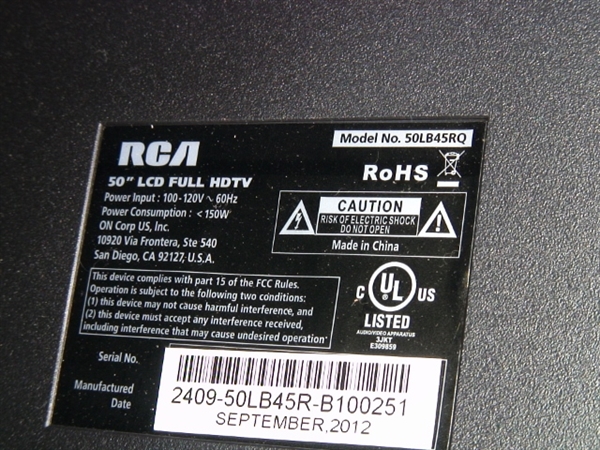 RCA
Model No. 50LB45RQ
50" LCD FULL HDTV
Power Input : 100-120V ~ 60Hz
Power Consumption : <150W
ON Corp US, Inc.
10920 Via Frontera, Ste 540
San Diego, CA 92127, U.S.A.
RoHS
CAUTION
RISK OF ELECTRIC SHOCK
DO NOT OPEN
Made in China
This device complies with part 15 of the FCC Rules.
Operation is subject to the following two conditions:
(1) this device may not cause harmful interference, and
(2) this device must accept any interference received,
including interference that may cause undesired operation
C UL US
LISTED
AUDIO/VIDEO APPARATUS
3JKT
E309859
Serial No.
Manufactured
Date
2409-50LB45R-B100251
SEPTEMBER,2012